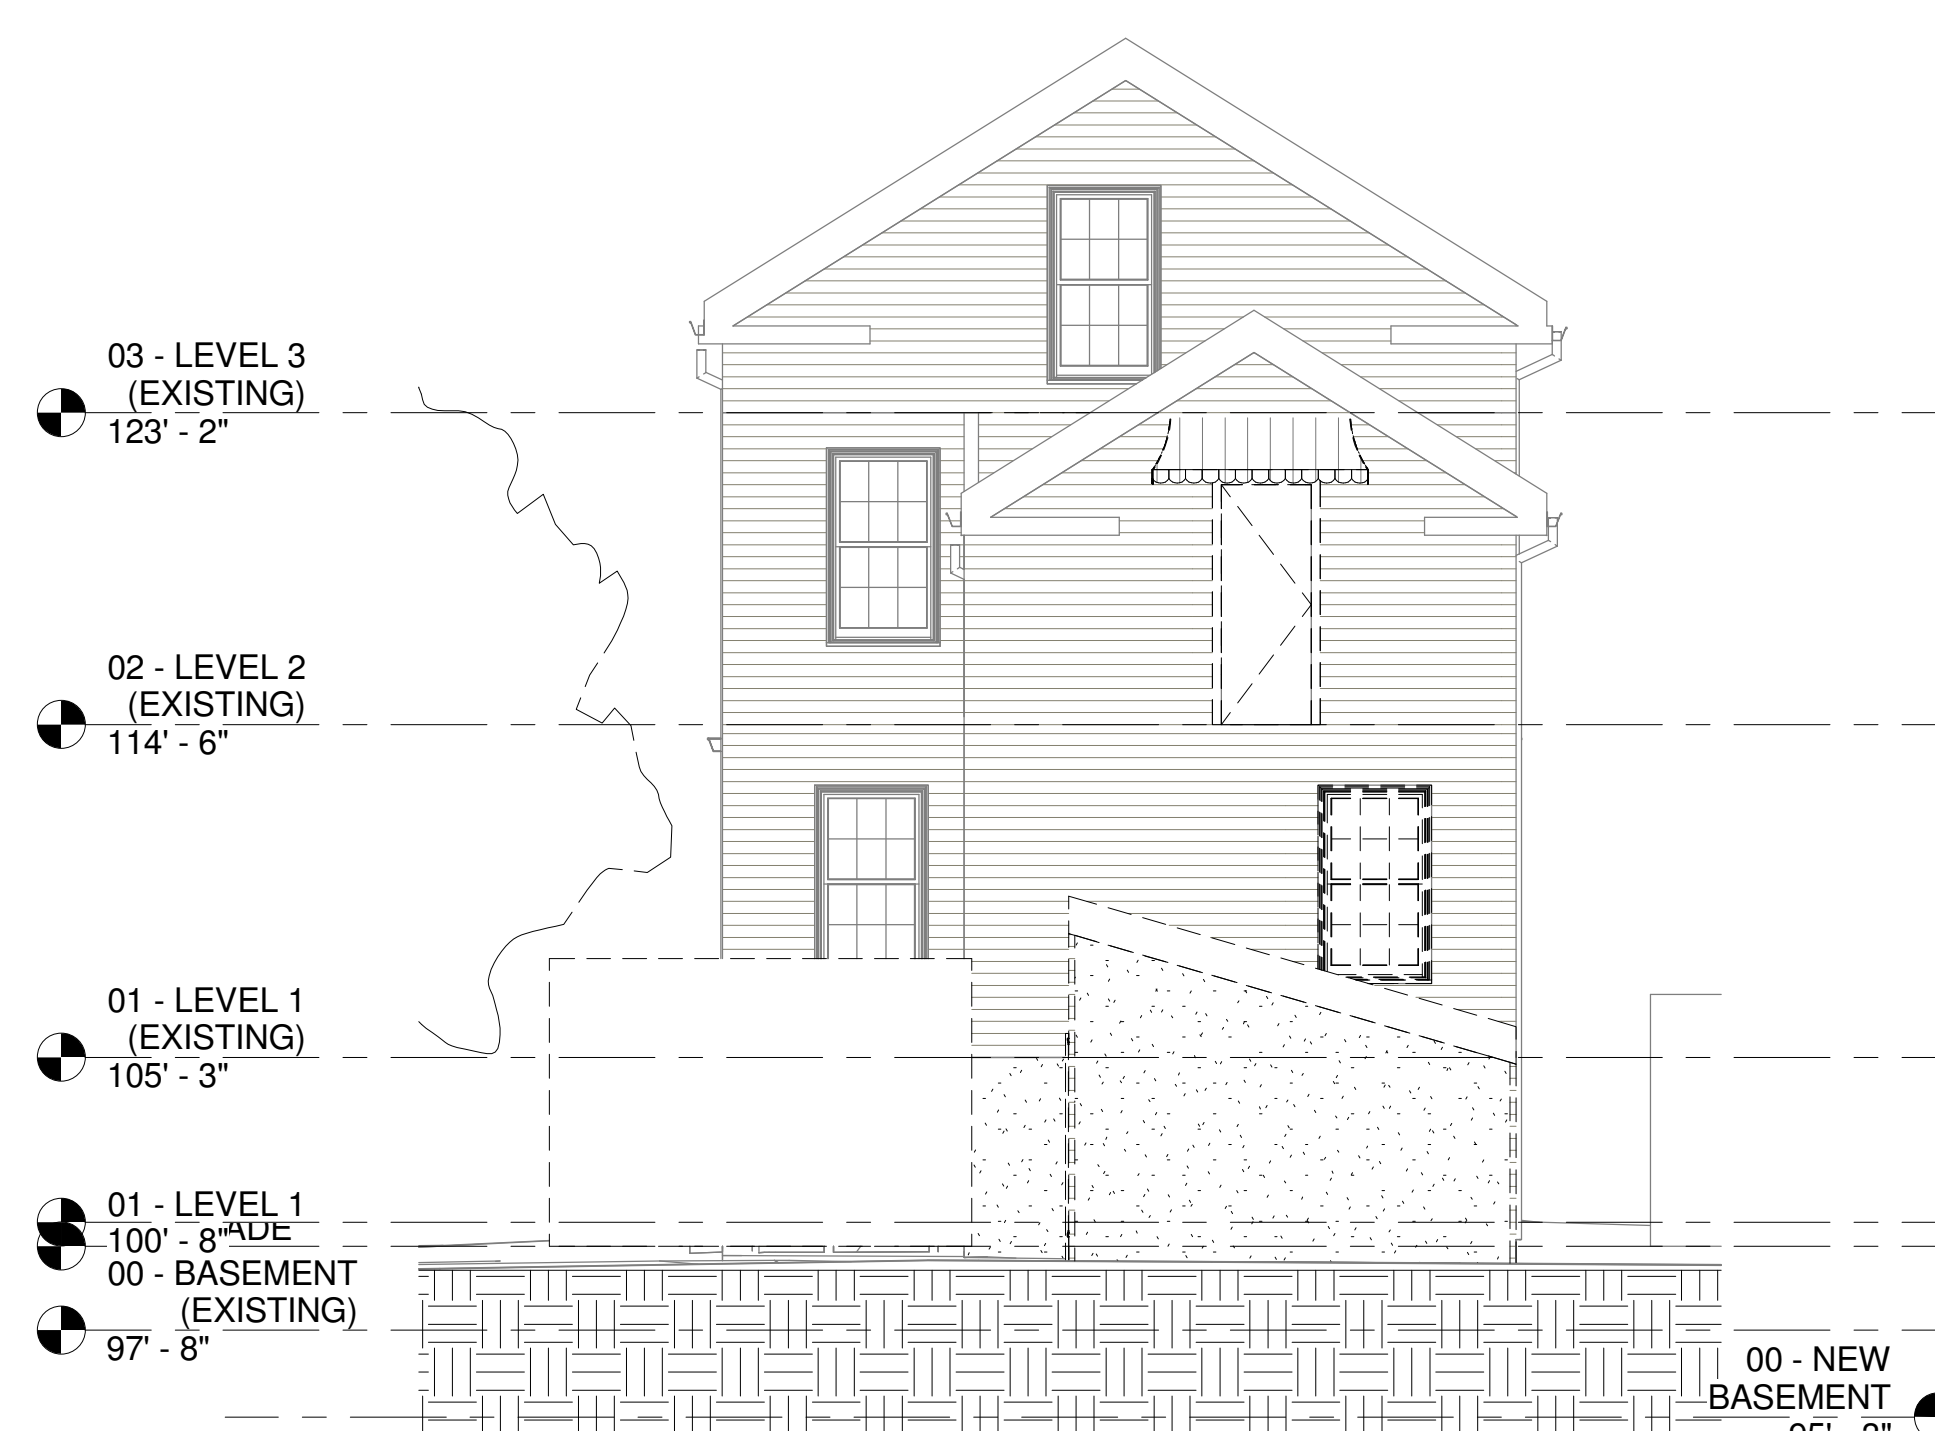 03 - LEVEL 3
(EXISTING)
123' - 2"
02 - LEVEL 2
(EXISTING)
114' - 6"
01 - LEVEL 1
(EXISTING)
105' - 3"
01 - LEVEL 1
100' - 8"
00 - BASEMENT
(EXISTING)
97' - 8"
00 - NEW
BASEMENT